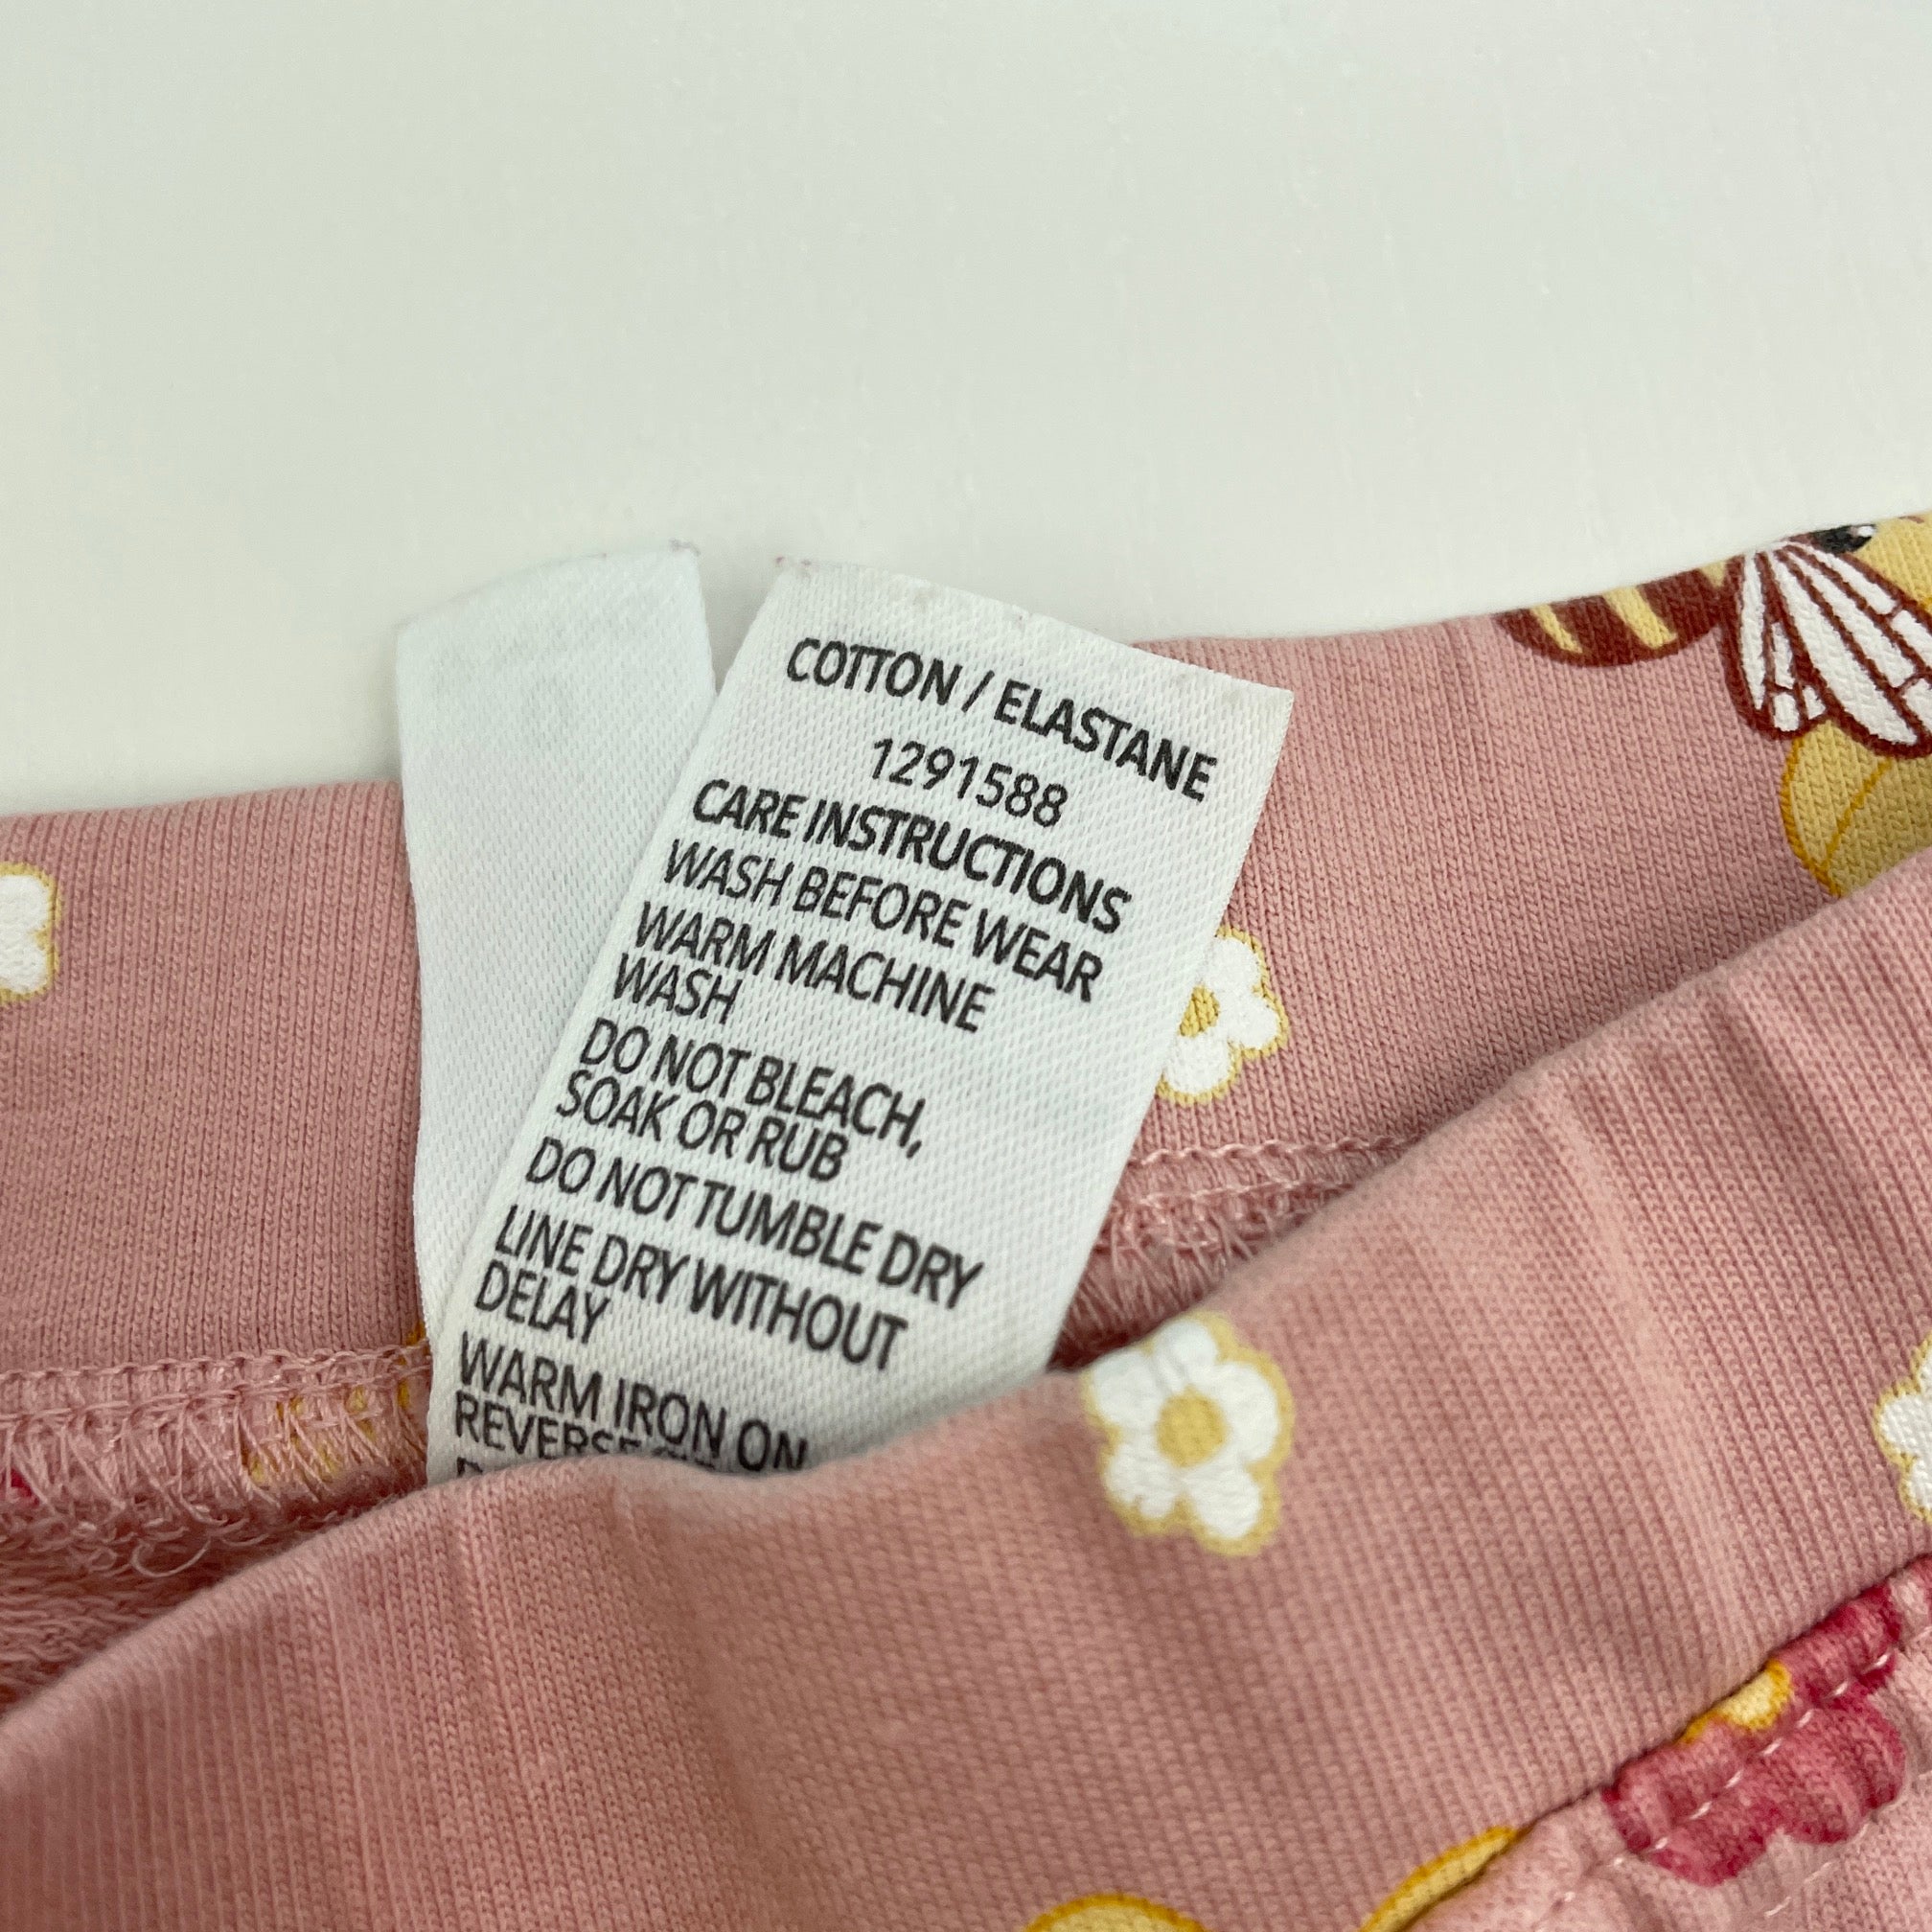 COTTON / ELASTANE
1291588
CARE INSTRUCTIONS
WASH BEFORE WEAR
WARM MACHINE
WASH
DO NOT BLEACH,
SOAK OR RUB
DO NOT TUMBLE DRY
LINE DRY WITHOUT
DELAY
WARM IRON ON
REVERSE